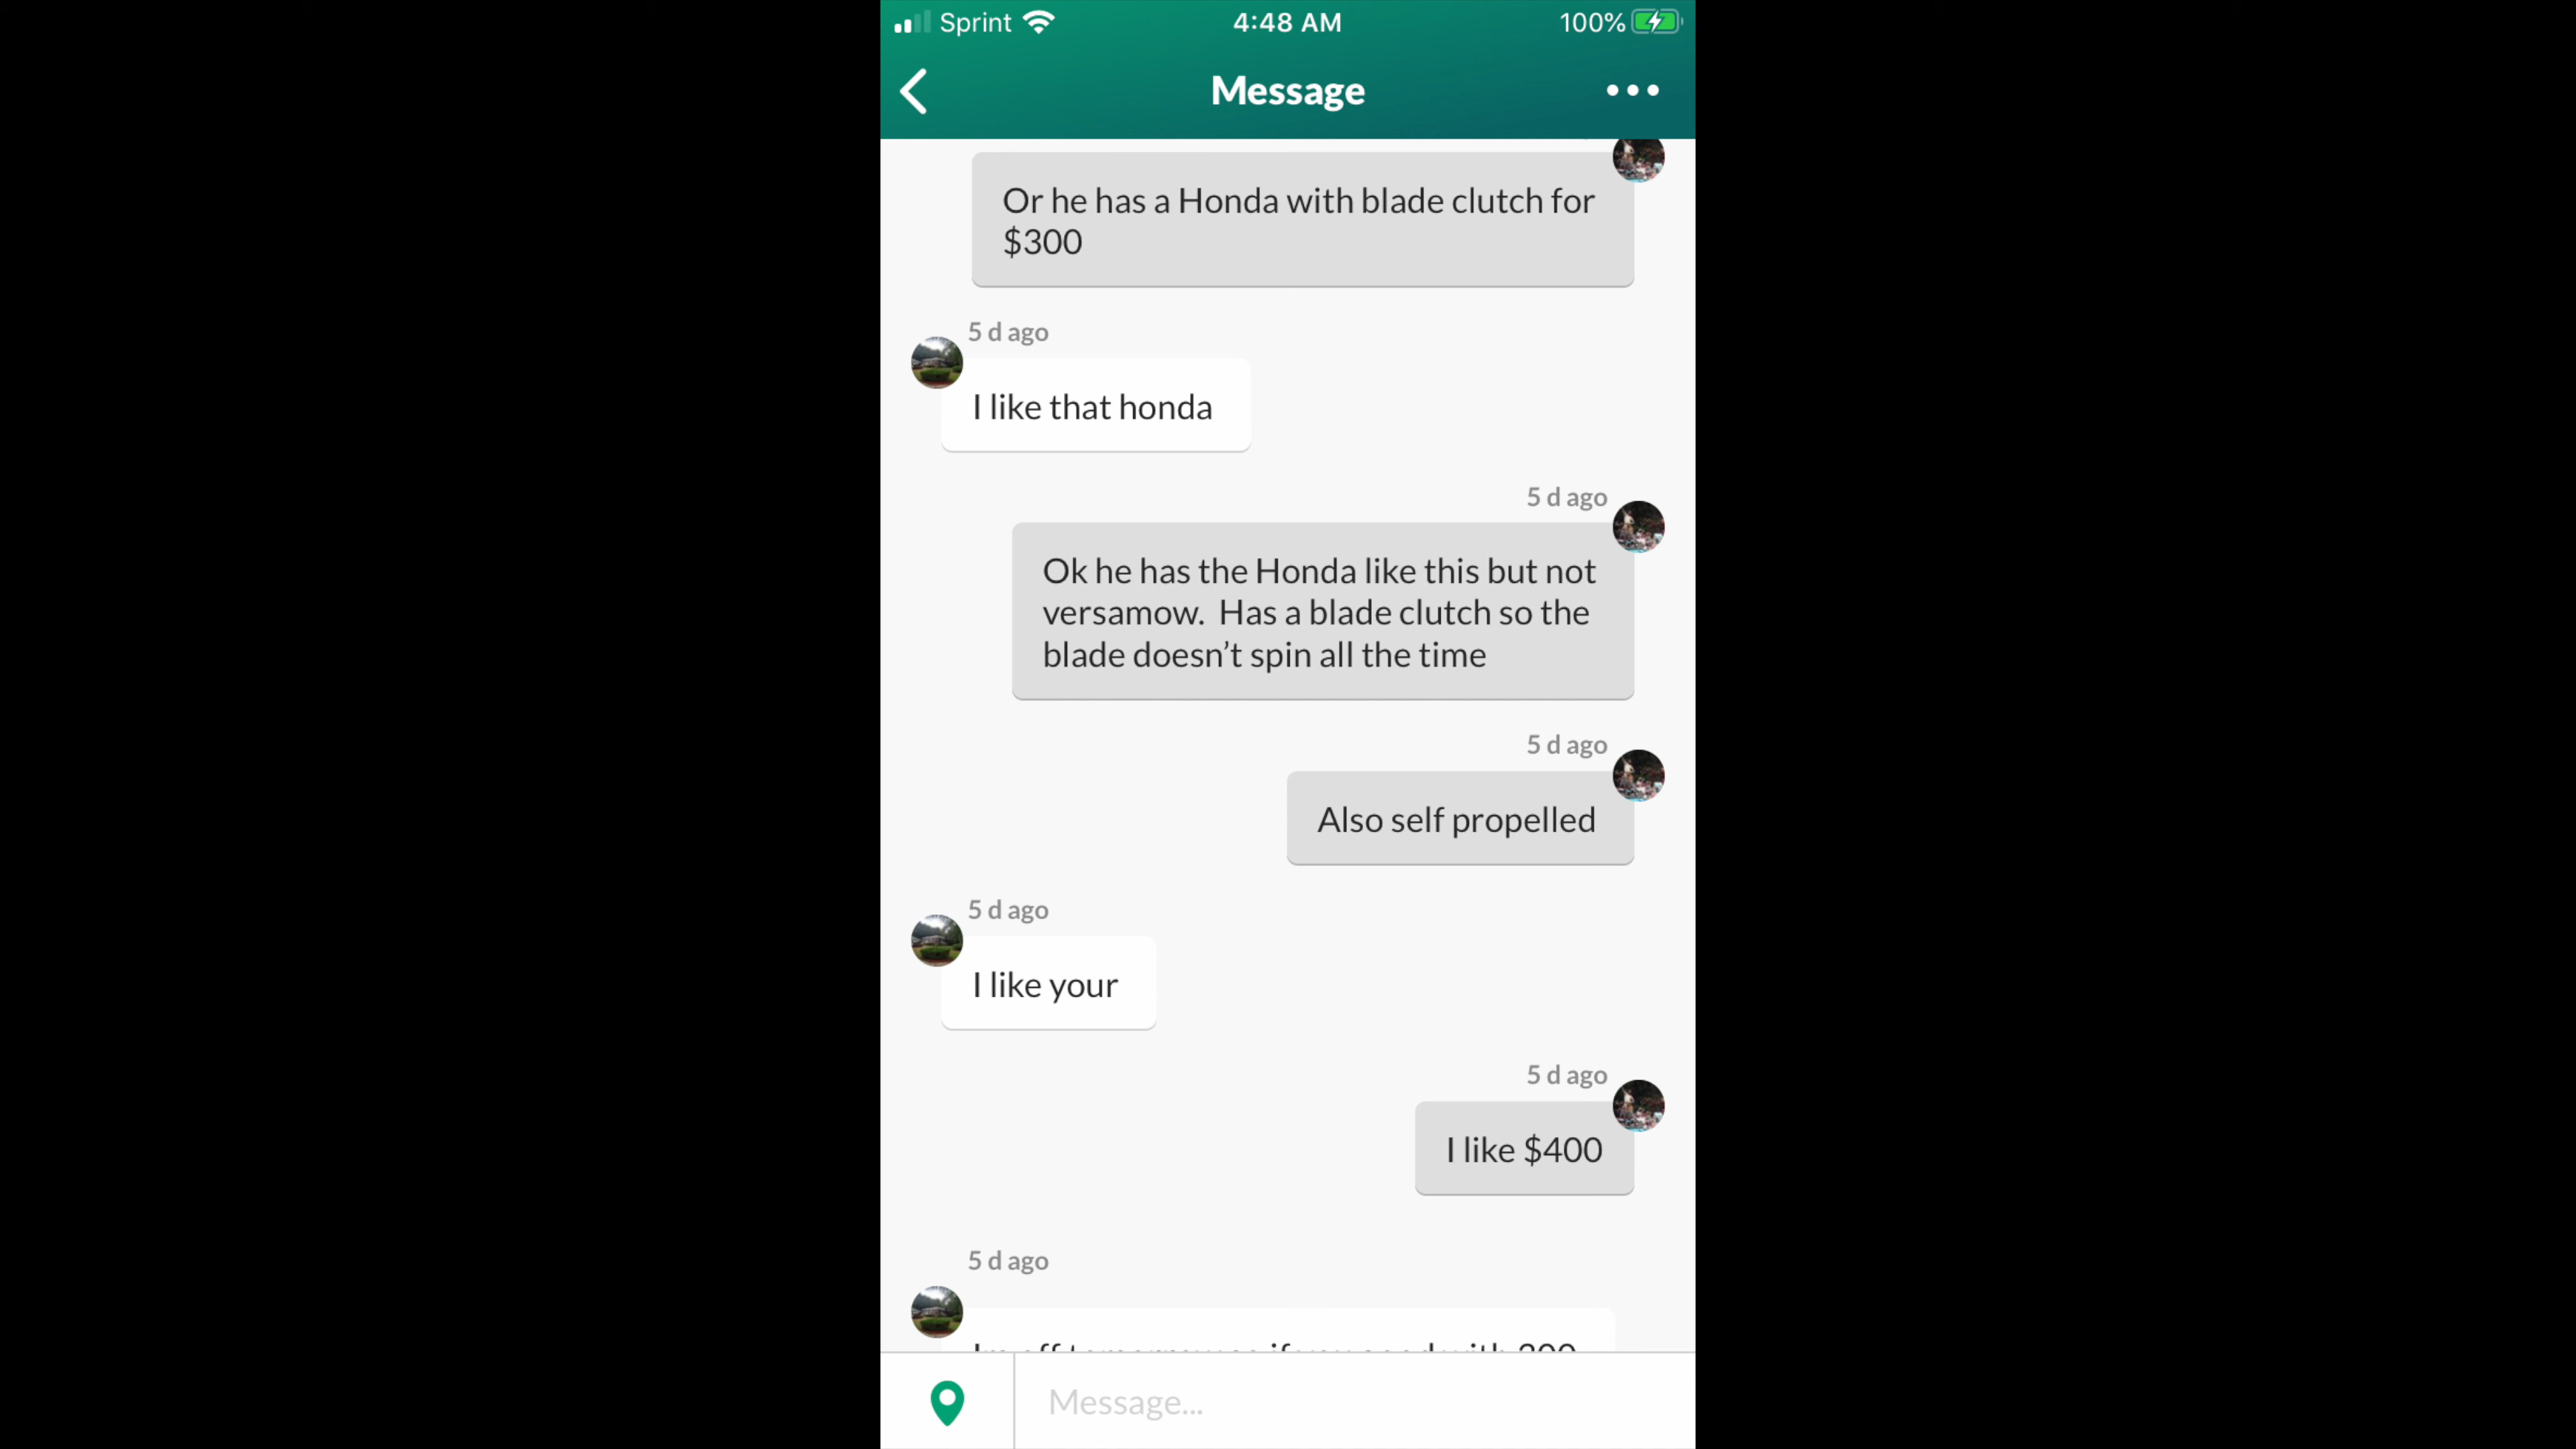 Sprint 4:48 AM 100%
Message
Or he has a Honda with blade clutch for
$300
5 d ago
I like that honda
5 d ago
Ok he has the Honda like this but not
versamow. Has a blade clutch so the
blade doesn’t spin all the time
5 d ago
Also self propelled
5 d ago
I like your
5 d ago
I like $400
5 d ago
Message...